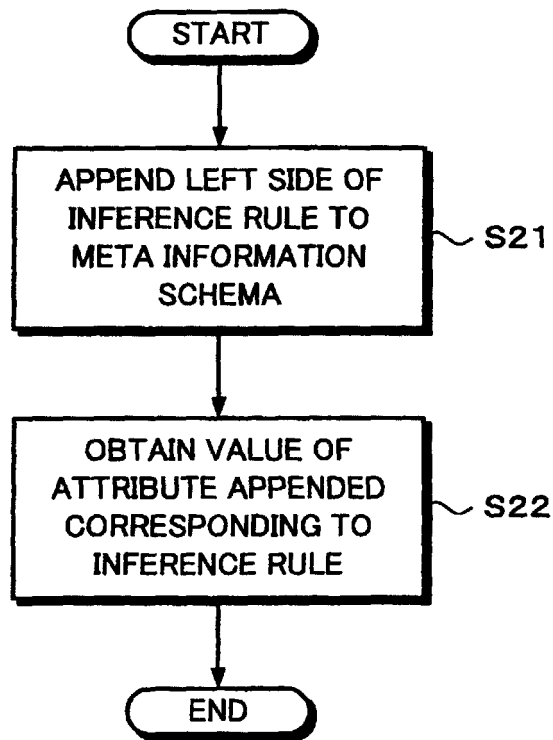 START
APPEND LEFT SIDE OF
INFERENCE RULE TO
META INFORMATION
SCHEMA
S21
OBTAIN VALUE OF
ATTRIBUTE APPENDED
CORRESPONDING TO
INFERENCE RULE
S22
END